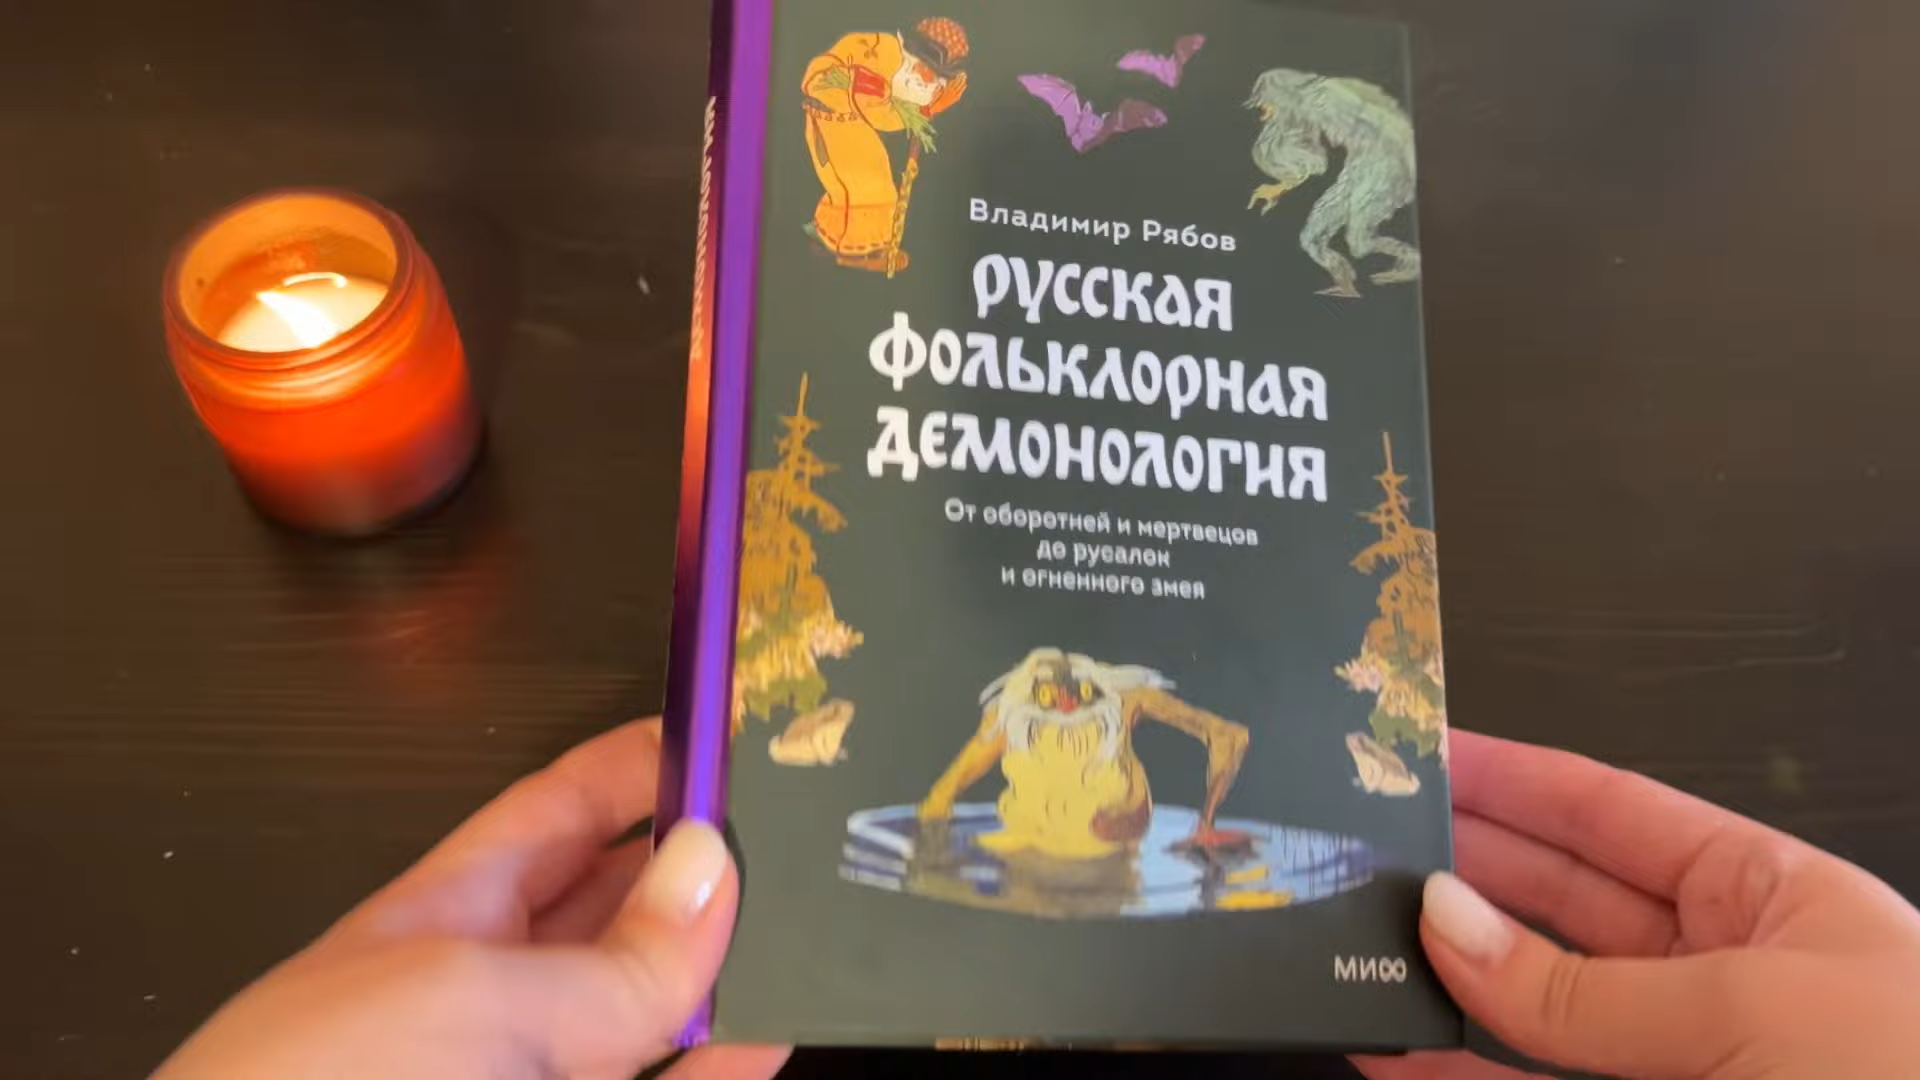 Владимир Рябов
РУССКАЯ
ФОЛЬКЛОРНАЯ
ДЕМОНОЛОГИЯ
От оборотней и мертвецов
до русалок
и огненного змея
МИФ